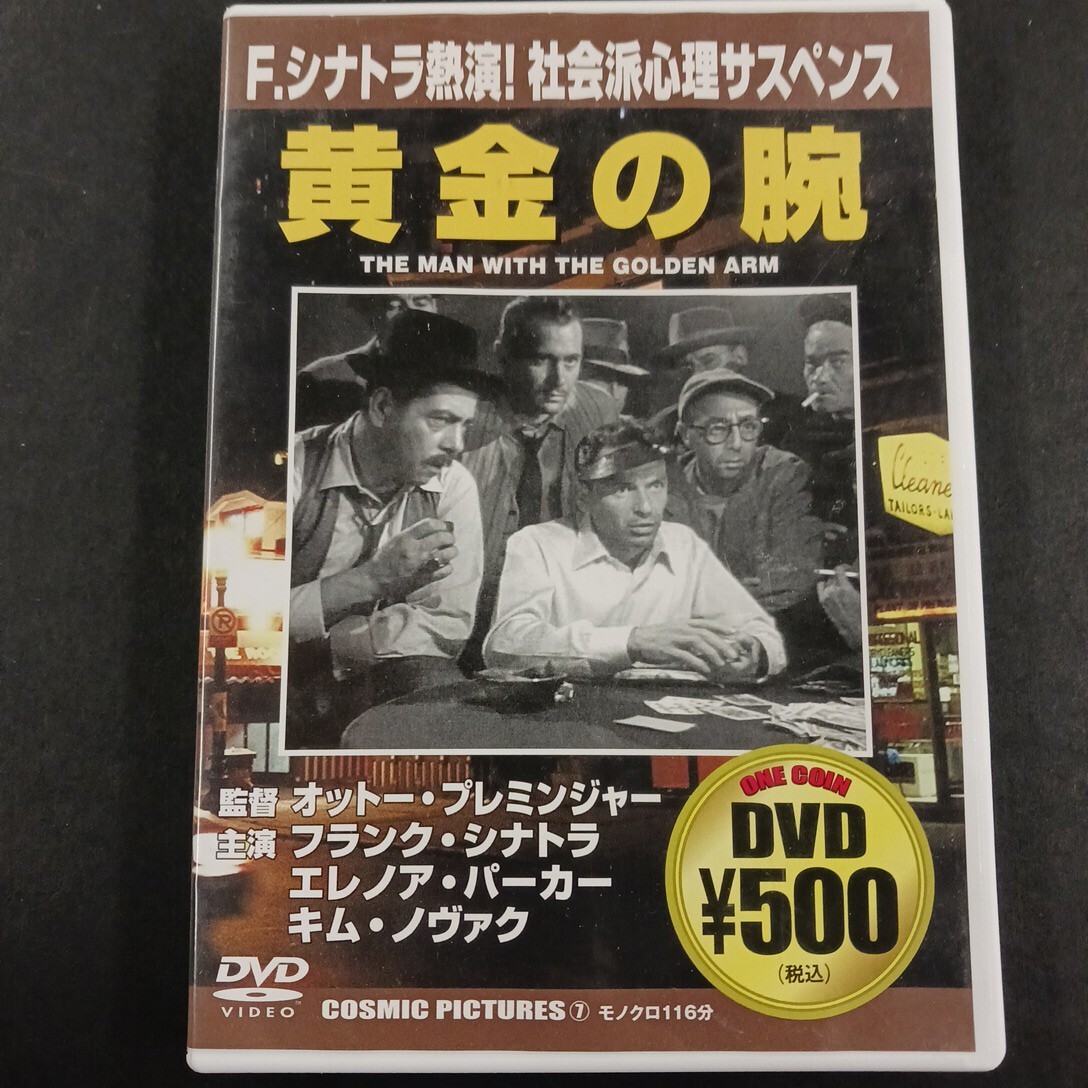 F.シナトラ熱演! 社会派心理サスペンス
黄金の腕
THE MAN WITH THE GOLDEN ARM
TAILORS-LA
監督 オットー・プレミンジャー
主演 フランク・シナトラ
エレノア・パーカー
キム・ノヴァク
ONE COIN
DVD
¥500
(税込)
DVD
VIDEO
COSMIC PICTURES⑦ モノクロ116分